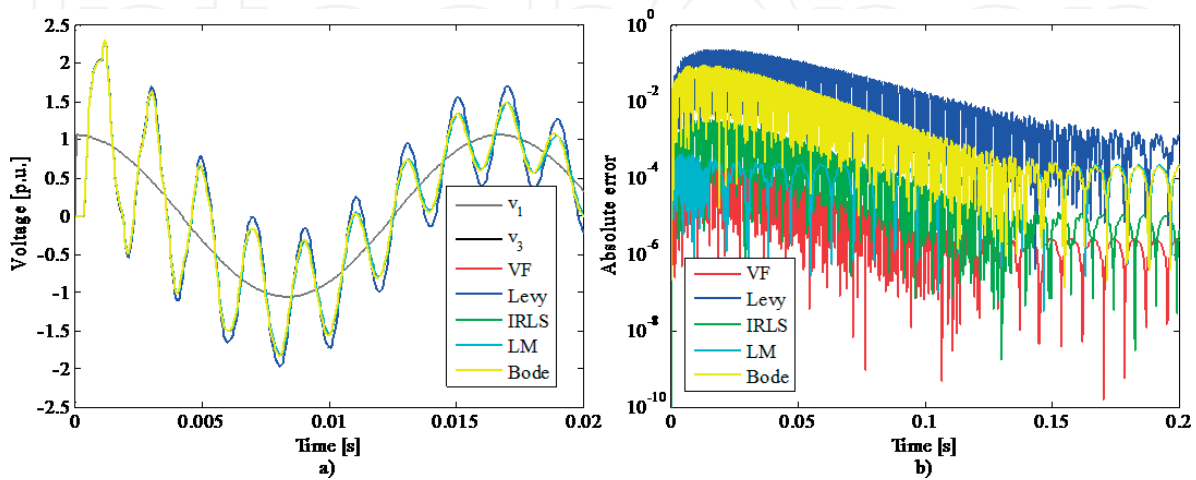 2.5
2
1.5
1
0.5
0
-0.5
-1
-1.5
-2
-2.5
Voltage [p.u.]
0
0.005
0.01
0.015
0.02
Time [s]
a)
v1
v3
VF
Levy
IRLS
LM
Bode
10^0
10^-2
10^-4
10^-6
10^-8
10^-10
Absolute error
0
0.05
0.1
0.15
0.2
Time [s]
b)
VF
Levy
IRLS
LM
Bode